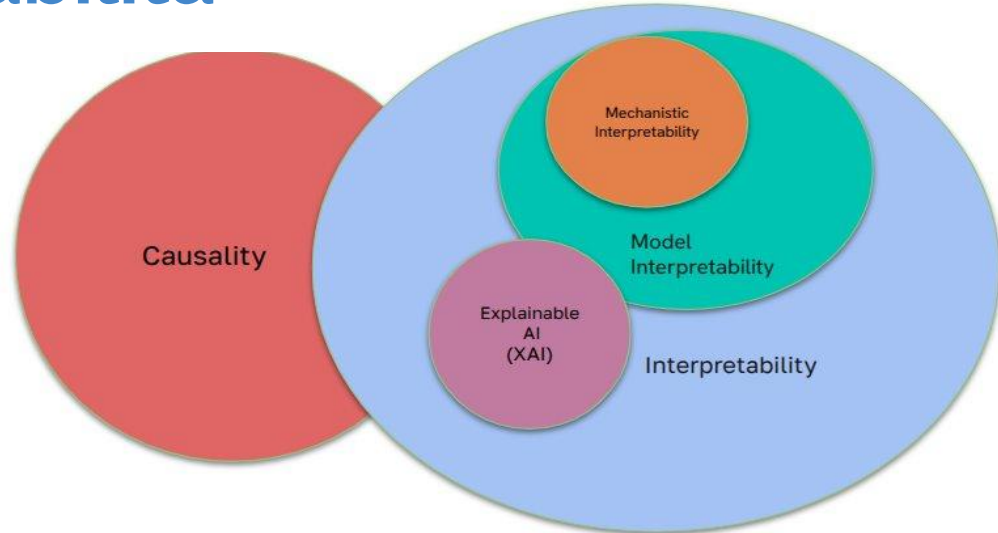 Mechanistic
Interpretability
Model
Interpretability
Causality
Explainable
AI
(XAI)
Interpretability